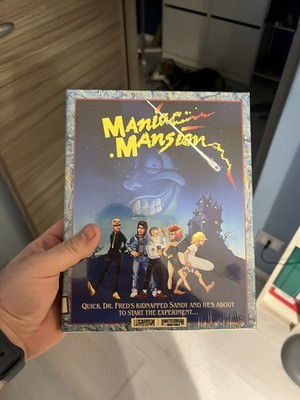 Maniac
Mansion
Quick, Dr. Fred's kidnapped Sandy and he's about
to start the experiment...